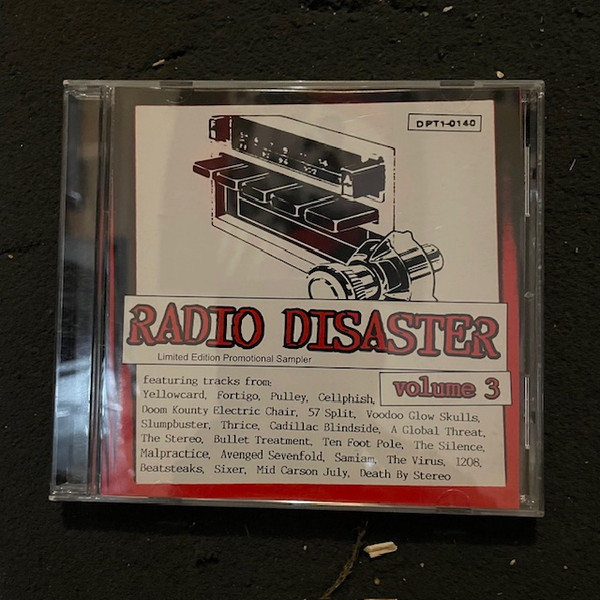 DPT1-0140
RADIO DISASTER
Limited Edition Promotional Sampler
volume 3
featuring tracks from:
Yellowcard, Fortigo, Pulley, Cellphish,
Doom Kounty Electric Chair, 57 Split, Voodoo Glow Skulls,
Slumpbuster, Thrice, Cadillac Blindside, A Global Threat,
The Stereo, Bullet Treatment, Ten Foot Pole, The Silence,
Malpractice, Avenged Sevenfold, Samiam, The Virus, 1208,
Beatsteaks, Sixer, Mid Carson July, Death By Stereo